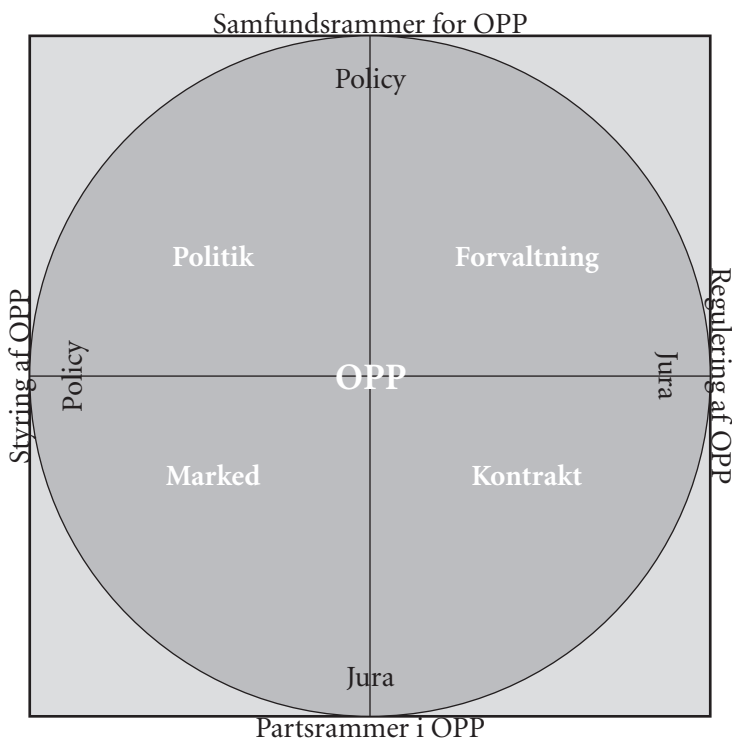 Samfundsrammer for OPP
Policy
Politik
Forvaltning
Styring af OPP
Policy
OPP
Jura
Regulering af OPP
Marked
Kontrakt
Jura
Partsrammer i OPP